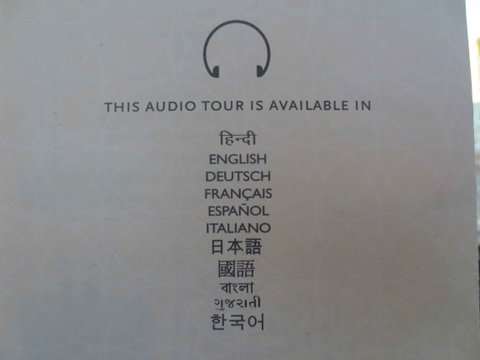 THIS AUDIO TOUR IS AVAILABLE IN
हिन्दी
ENGLISH
DEUTSCH
FRANÇAIS
ESPAÑOL
ITALIANO
日本語
國語
বাংলা
ગુજરાતી
한국어